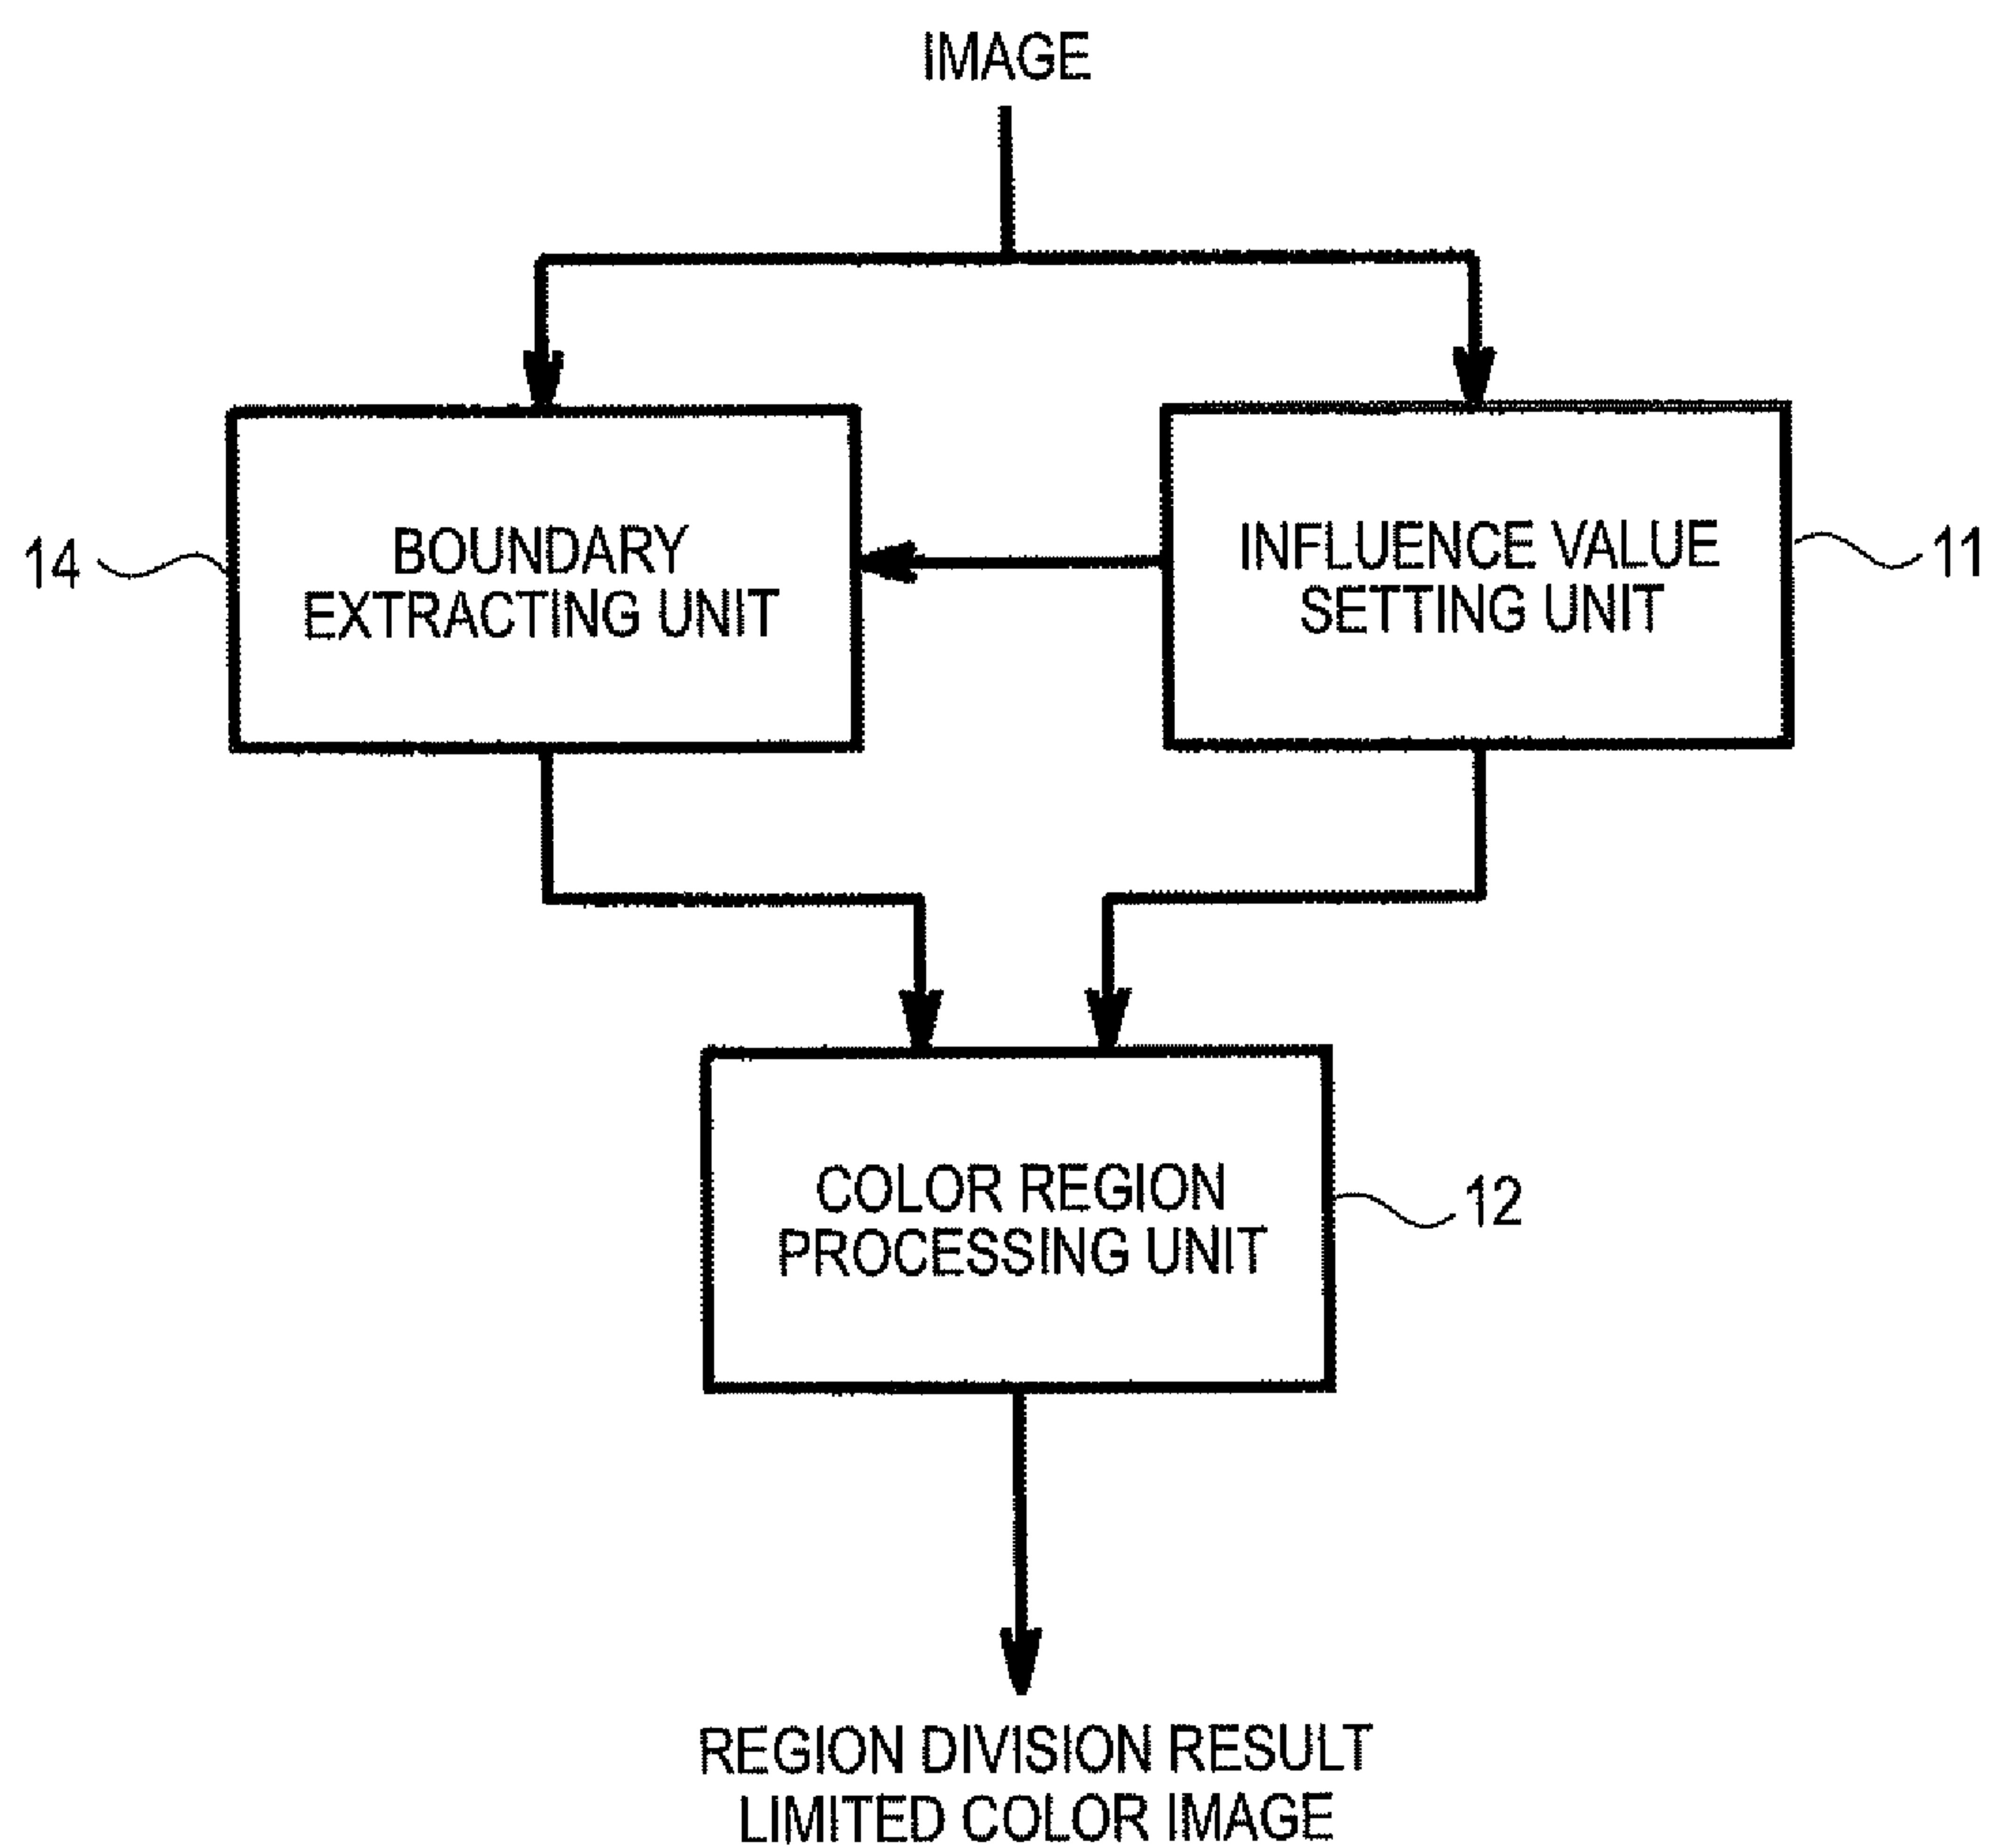 IMAGE
14
BOUNDARY
EXTRACTING UNIT
INFLUENCE VALUE
SETTING UNIT
11
COLOR REGION
PROCESSING UNIT
12
REGION DIVISION RESULT
LIMITED COLOR IMAGE